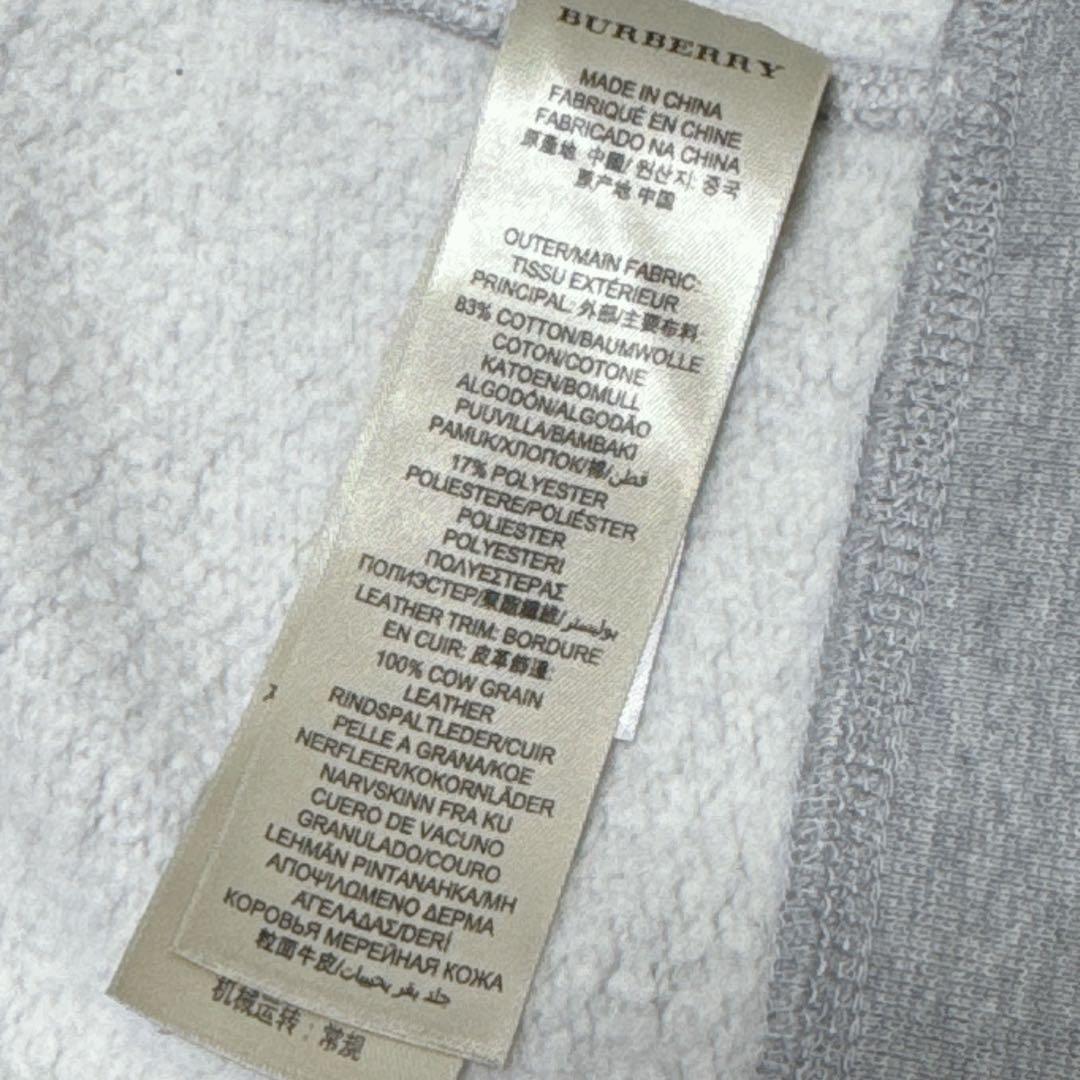 BURBERRY
MADE IN CHINA
FABRIQUÉ EN CHINE
FABRICADO NA CHINA
原產地: 中國/ 원산지: 중국
原产地 中国
OUTER/MAIN FABRIC:
TISSU EXTÉRIEUR
PRINCIPAL: 外部/主要布料:
83% COTTON/BAUMWOLLE
COTON/COTONE
KATOEN/BOMULL
ALGODÓN/ALGODÃO
PUUVILLA/BAMBAKI
PAMUK/ХЛОПОК/棉/قطن
17% POLYESTER
POLIESTERE/POLIÉSTER
POLIESTER
POLYESTERI
ΠΟΛΥΕΣΤΕΡΑΣ
ПОЛИЭСТЕР/聚酯纖維/بوليستر
LEATHER TRIM: BORDURE
EN CUIR: 皮革飾邊:
100% COW GRAIN
LEATHER
RINDSPALTLEDER/CUIR
PELLE A GRANA/KOE
NERFLEER/KOKORNLÄDER
NARVSKINN FRA KU
CUERO DE VACUNO
GRANULADO/COURO
LEHMÄN PINTANAHKA/ΜΗ
ΑΠΟΨΙΛΩΜΕΝΟ ΔΕΡΜΑ
ΑΓΕΛΑΔΑΣ/DERİ
КОРОВЬЯ МЕРЕЙНАЯ КОЖА
粒面牛皮/جلد بقر بحبيبات
机械运转：常规